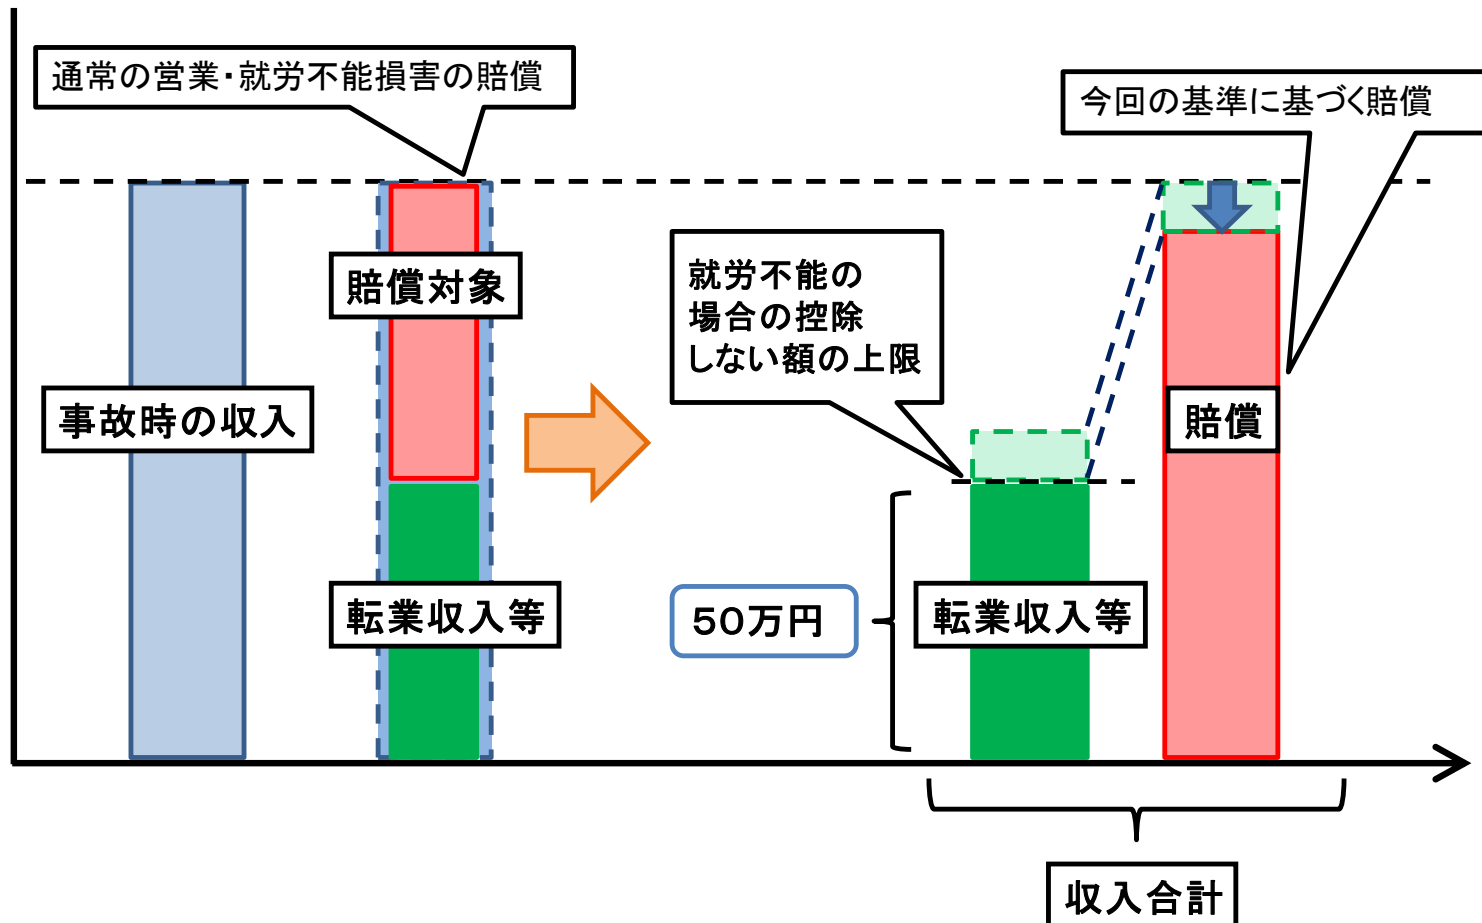 通常の営業・就労不能損害の賠償
今回の基準に基づく賠償
賠償対象
就労不能の
場合の控除
しない額の上限
事故時の収入
賠償
転業収入等
50万円
転業収入等
収入合計